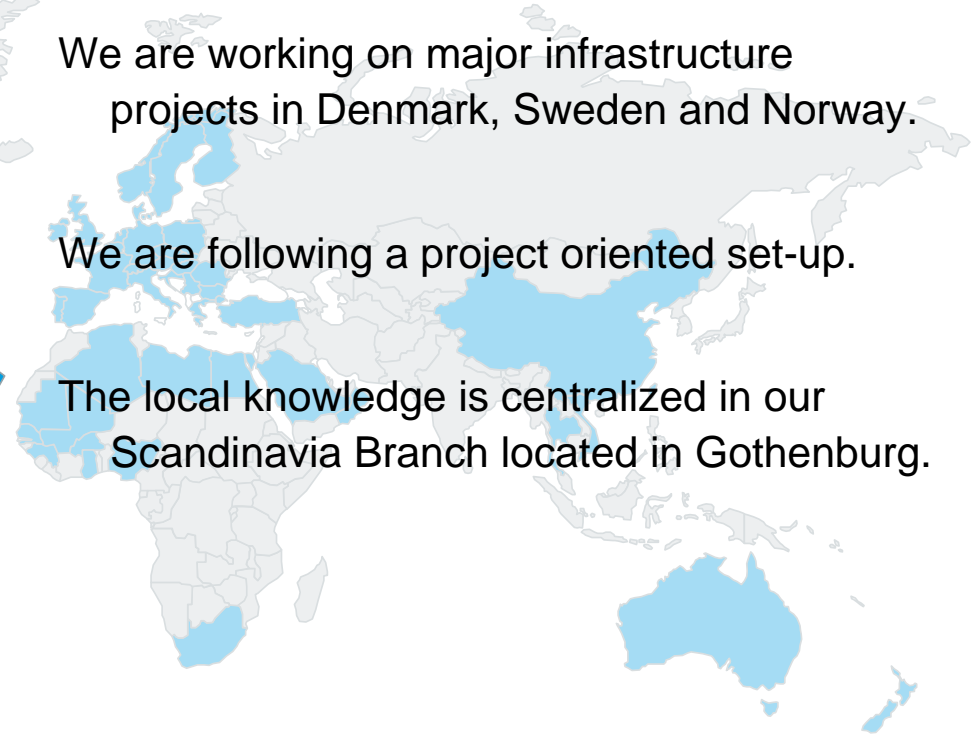 We are working on major infrastructure
projects in Denmark, Sweden and Norway.
We are following a project oriented set-up.
The local knowledge is centralized in our
Scandinavia Branch located in Gothenburg.